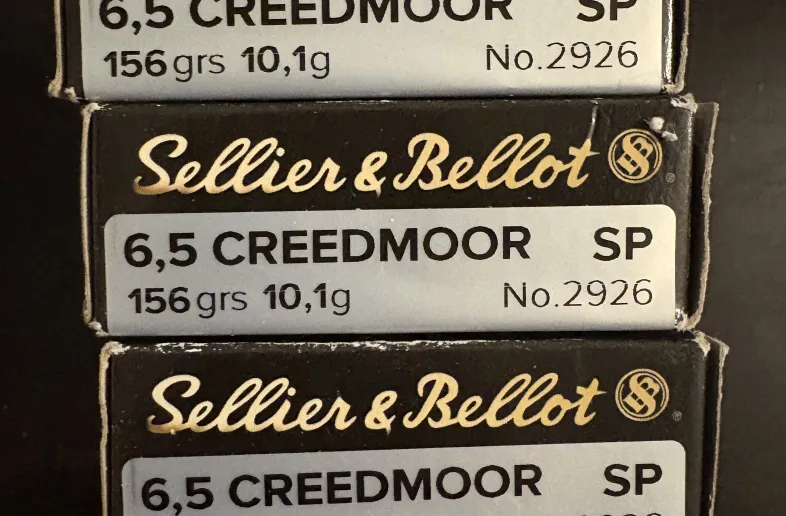 6,5 CREEDMOOR SP
156 grs 10,1g No.2926
Sellier & Bellot
6,5 CREEDMOOR SP
156 grs 10,1g No.2926
Sellier & Bellot
6,5 CREEDMOOR SP